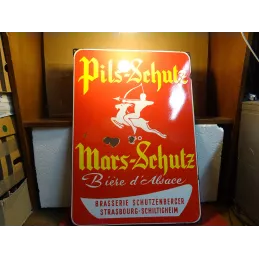 Pils-Schutz
Mars-Schutz
Bière d'Alsace
BRASSERIE SCHUTZENBERGER
STRASBOURG-SCHILTIGHEIM